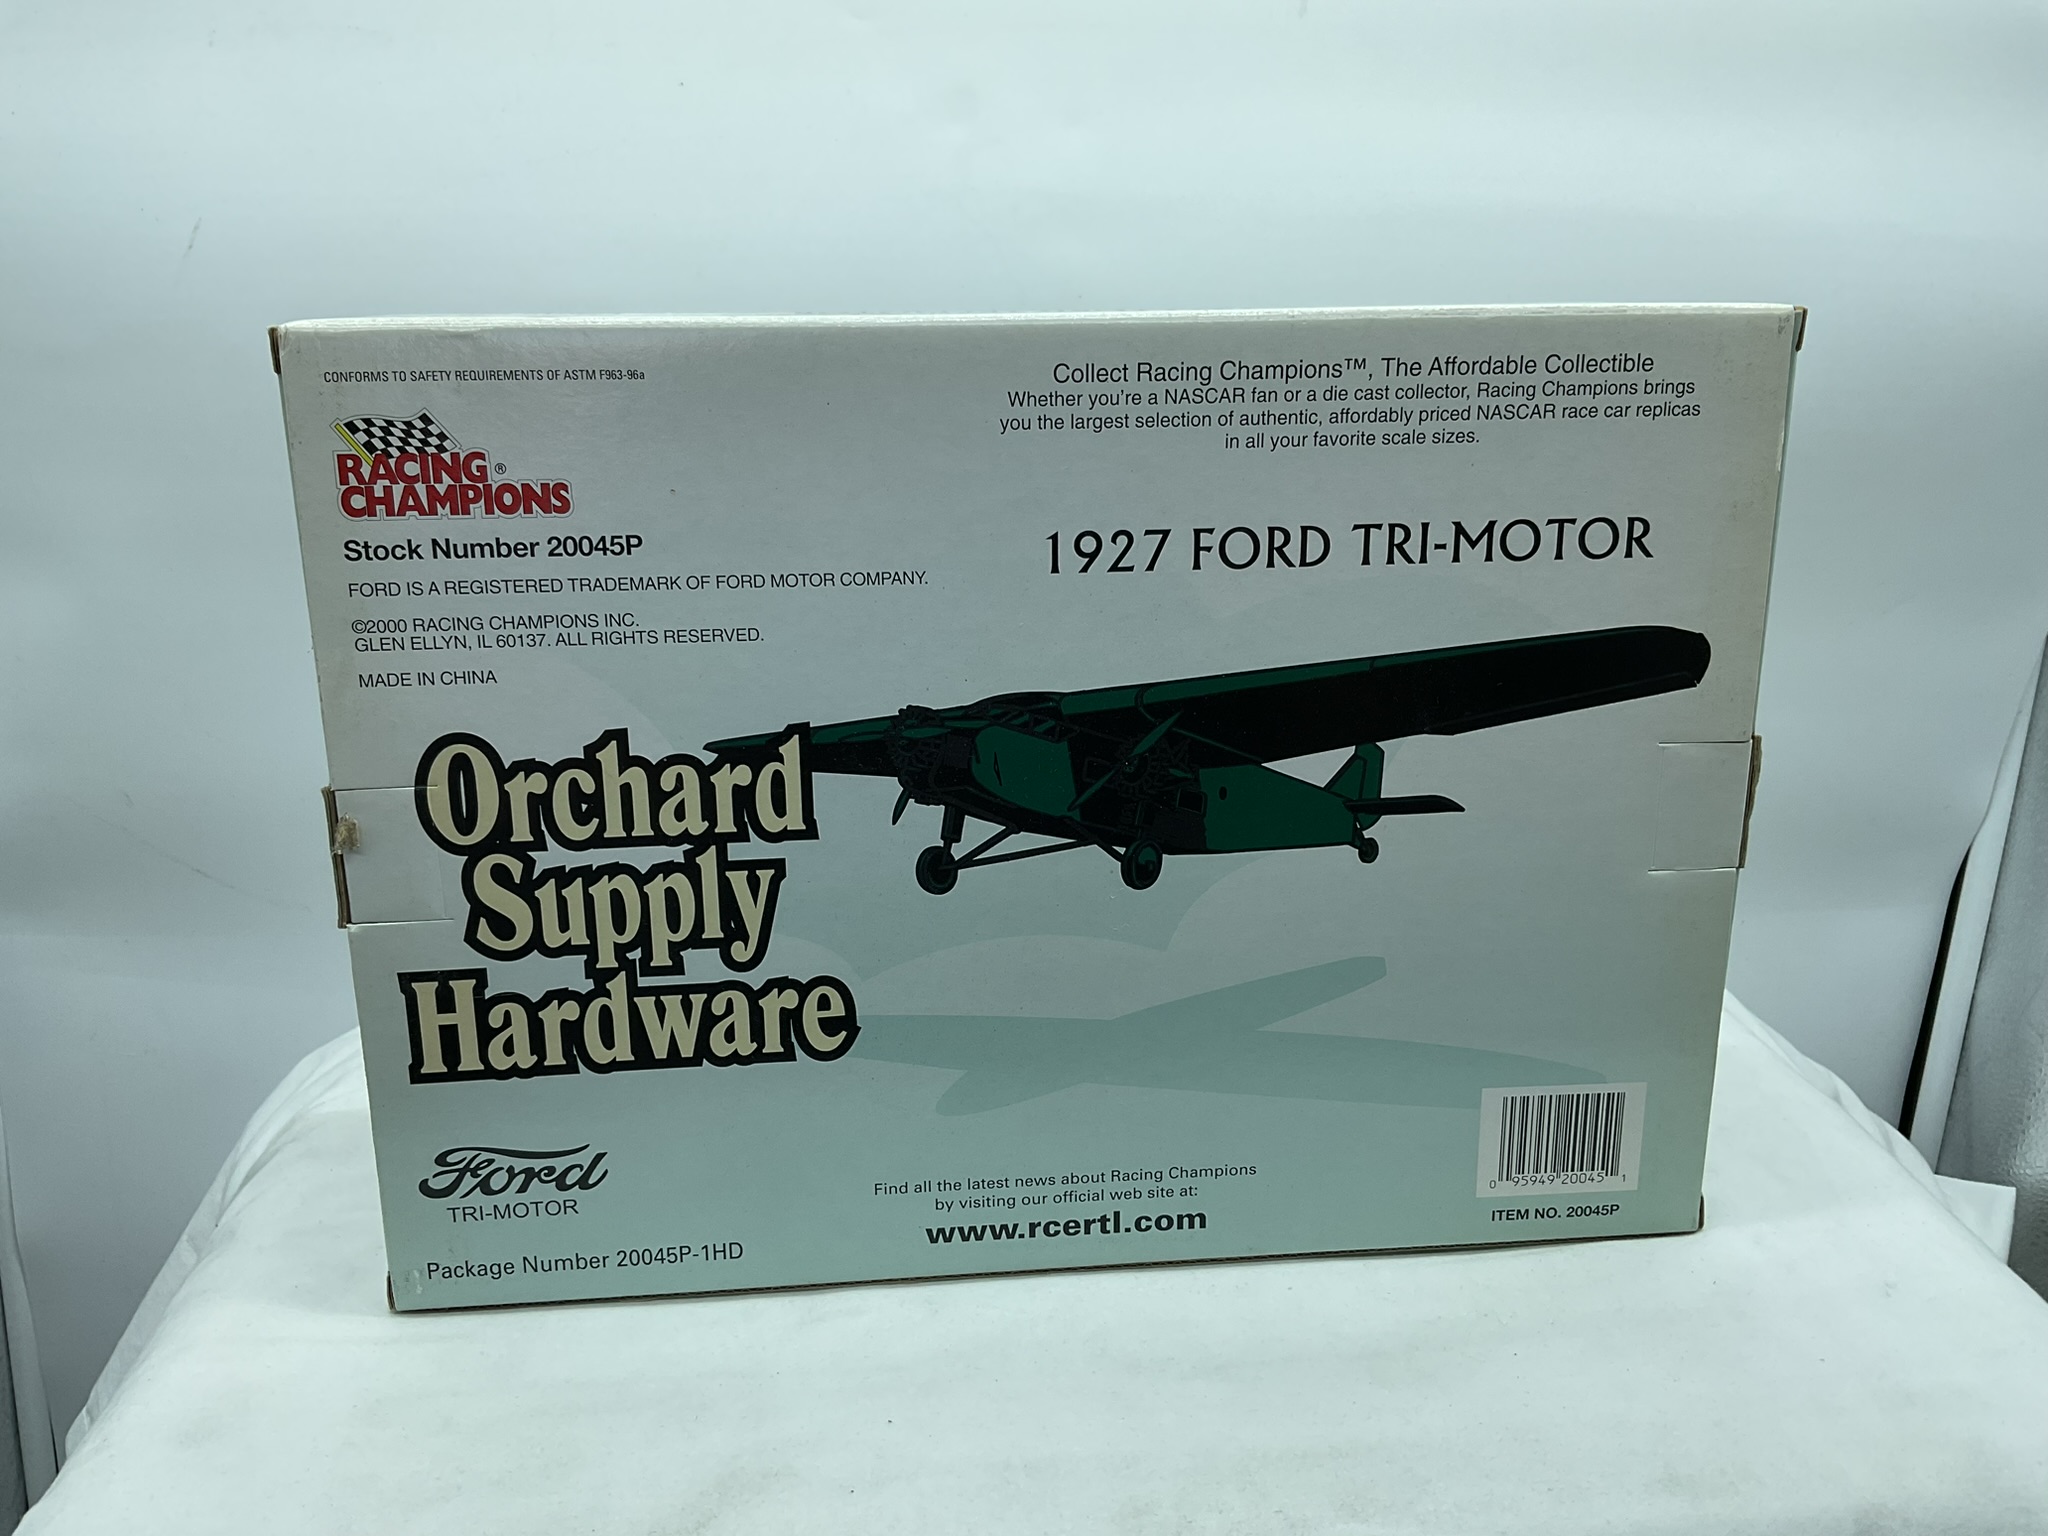 CONFORMS TO SAFETY REQUIREMENTS OF ASTM F963-96a
RACING®
CHAMPIONS
Stock Number 20045P
FORD IS A REGISTERED TRADEMARK OF FORD MOTOR COMPANY.
©2000 RACING CHAMPIONS INC.
GLEN ELLYN, IL 60137. ALL RIGHTS RESERVED.
MADE IN CHINA
Collect Racing Champions™, The Affordable Collectible
Whether you're a NASCAR fan or a die cast collector, Racing Champions brings
you the largest selection of authentic, affordably priced NASCAR race car replicas
in all your favorite scale sizes.
1927 FORD TRI-MOTOR
Orchard
Supply
Hardware
Ford
TRI-MOTOR
Package Number 20045P-1HD
Find all the latest news about Racing Champions
by visiting our official web site at:
www.rcertl.com
0 95949 20045 1
ITEM NO. 20045P